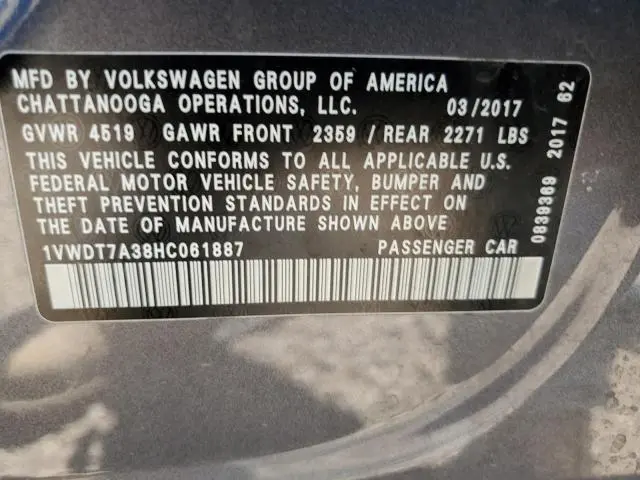 MFD BY VOLKSWAGEN GROUP OF AMERICA
CHATTANOOGA OPERATIONS, LLC. 03/2017
GVWR 4519 GAWR FRONT 2359 / REAR 2271 LBS
THIS VEHICLE CONFORMS TO ALL APPLICABLE U.S.
FEDERAL MOTOR VEHICLE SAFETY, BUMPER AND
THEFT PREVENTION STANDARDS IN EFFECT ON
THE DATE OF MANUFACTURE SHOWN ABOVE
1VWDT7A38HC061887 PASSENGER CAR
0839369 2017 62